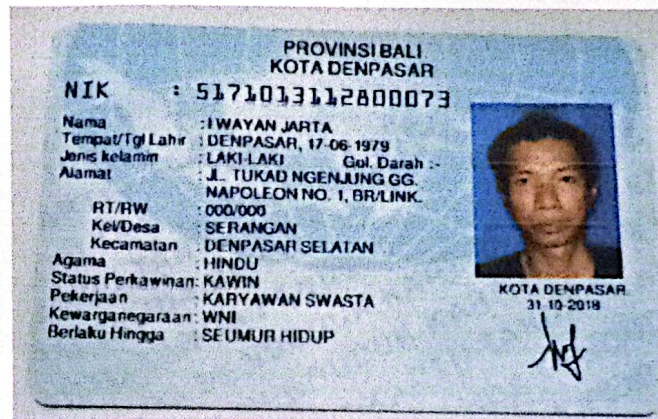 PROVINSI BALI
KOTA DENPASAR
NIK : 5171013112800073
Nama : I WAYAN JARTA
Tempat/Tgl Lahir : DENPASAR, 17-06-1979
Jenis kelamin : LAKI-LAKI Gol. Darah :-
Alamat : JL. TUKAD NGENJUNG GG.
NAPOLEON NO. 1, BR/LINK.
RT/RW : 000/000
Kel/Desa : SERANGAN
Kecamatan : DENPASAR SELATAN
Agama : HINDU
Status Perkawinan: KAWIN
Pekerjaan : KARYAWAN SWASTA
Kewarganegaraan : WNI
Berlaku Hingga : SEUMUR HIDUP
KOTA DENPASAR
31-10-2018